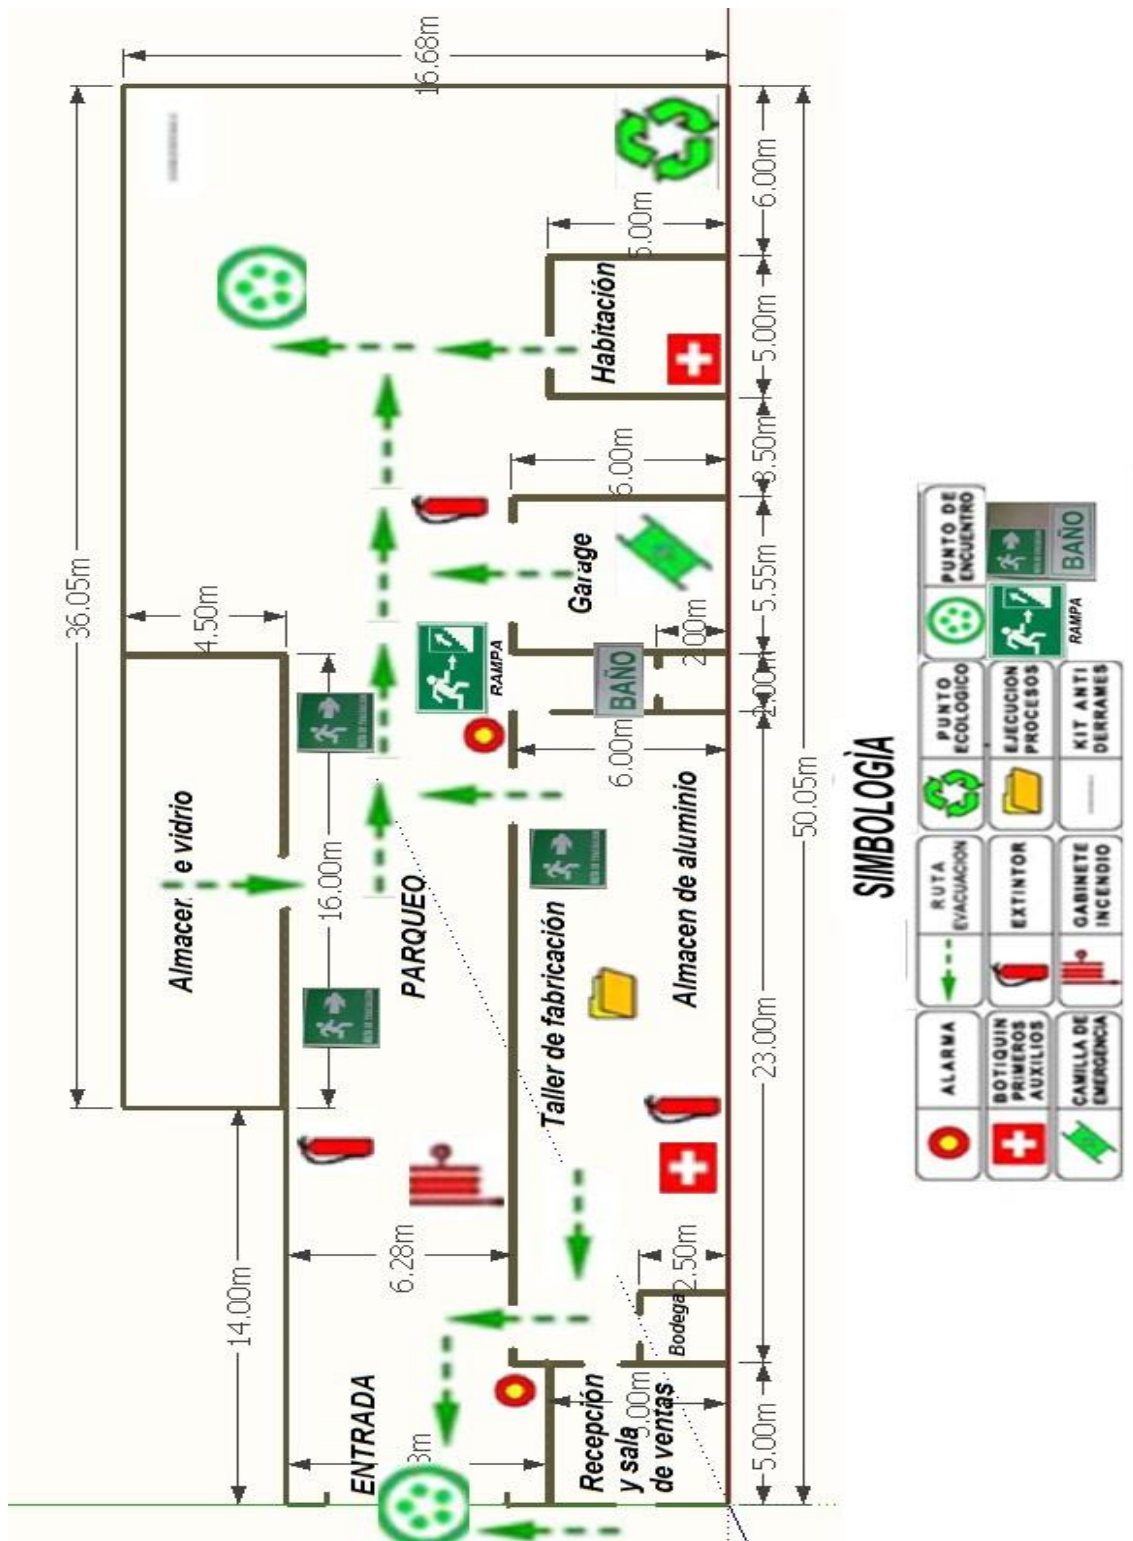 36.05m
16.68m
14.00m
4.50m
Almacen e vidrio
16.00m
ENTRADA
6.28m
PARQUEO
RAMPA
Taller de fabricación
Garage
Habitación
Recepción
y sala
de ventas
5.00m
Bodega
2.50m
Almacen de aluminio
6.00m
BAÑO
2.00m
6.00m
5.00m
5.00m
23.00m
2.00m
5.55m
3.50m
5.00m
6.00m
50.05m
SIMBOLOGÌA
ALARMA
RUTA
EVACUACION
PUNTO
ECOLOGICO
PUNTO DE
ENCUENTRO
BOTIQUIN
PRIMEROS
AUXILIOS
EXTINTOR
EJECUCION
PROCESOS
RAMPA
BAÑO
CAMILLA DE
EMERGENCIA
GABINETE
INCENDIO
KIT ANTI
DERRAMES